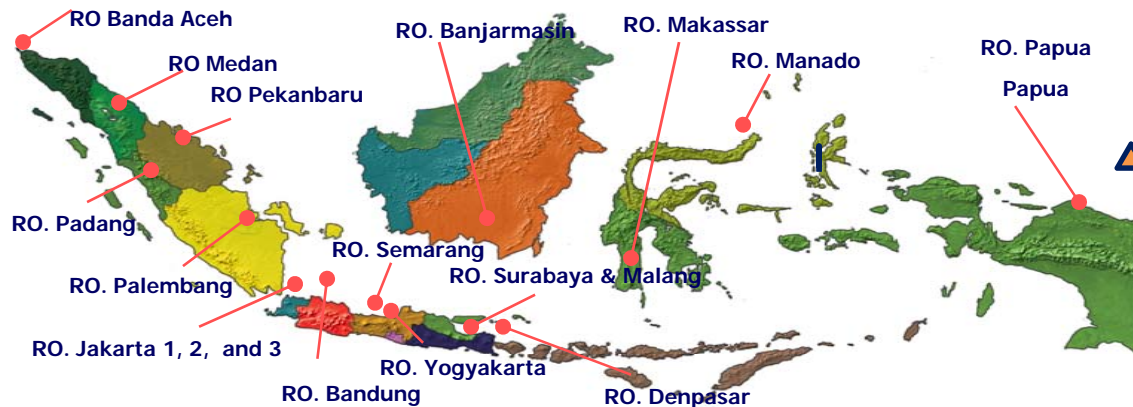 RO Banda Aceh
RO. Banjarmasin
RO. Makassar
RO. Papua
RO Medan
RO. Manado
RO Pekanbaru
Papua
RO. Padang
RO. Semarang
RO. Surabaya & Malang
RO. Palembang
RO. Jakarta 1, 2, and 3
RO. Yogyakarta
RO. Bandung
RO. Denpasar